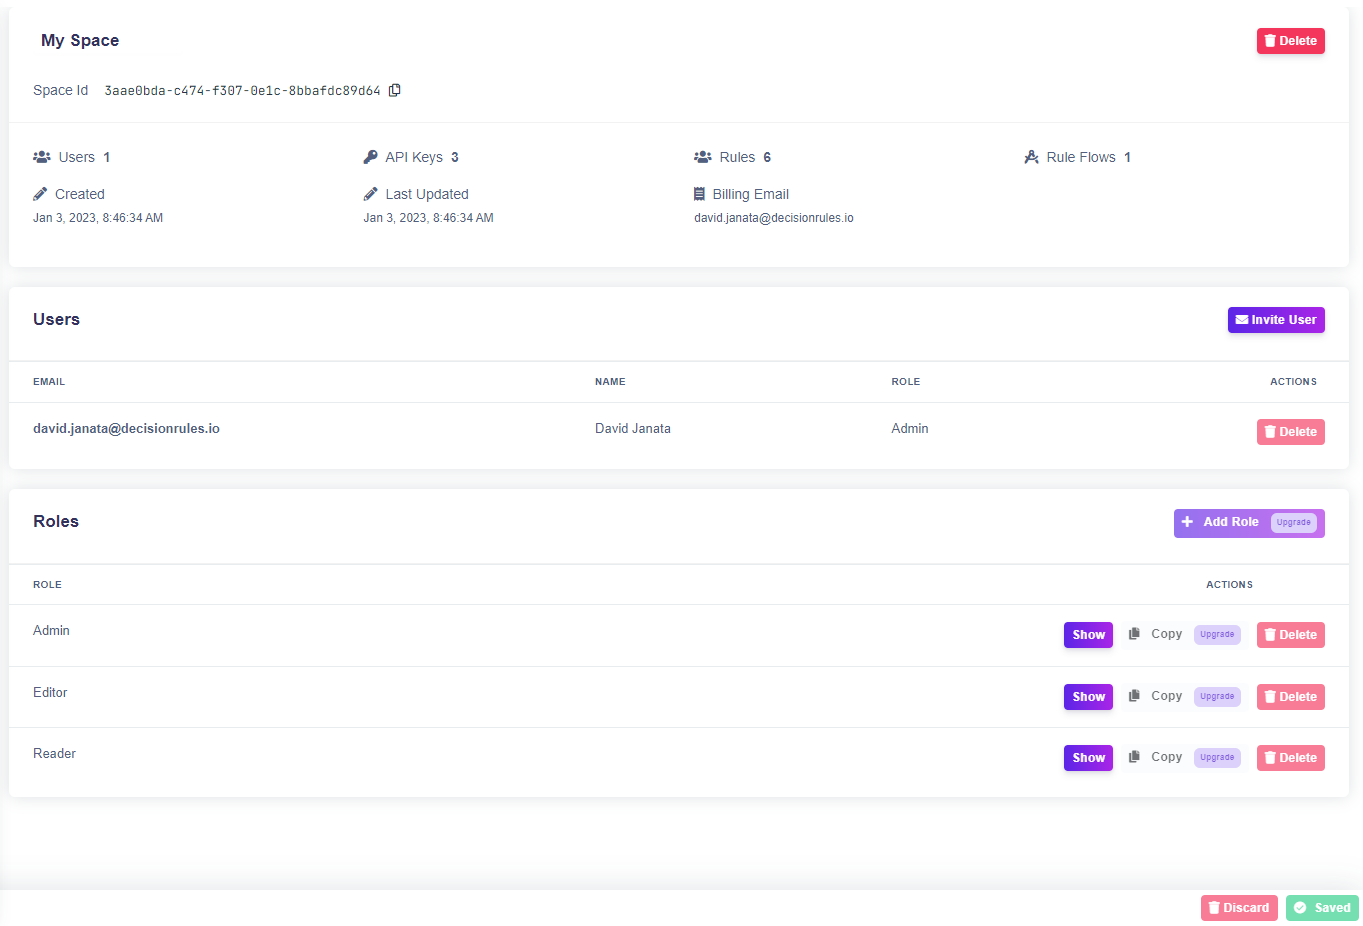 My Space
Delete
Space Id 3aae0bda-c474-f307-0e1c-8bbafdc89d64
Users 1 API Keys 3 Rules 6 Rule Flows 1
Created Last Updated Billing Email
Jan 3, 2023, 8:46:34 AM Jan 3, 2023, 8:46:34 AM david.janata@decisionrules.io
Users Invite User
EMAIL NAME ROLE ACTIONS
david.janata@decisionrules.io David Janata Admin Delete
Roles + Add Role Upgrade
ROLE ACTIONS
Admin Show Copy Upgrade Delete
Editor Show Copy Upgrade Delete
Reader Show Copy Upgrade Delete
Discard Saved